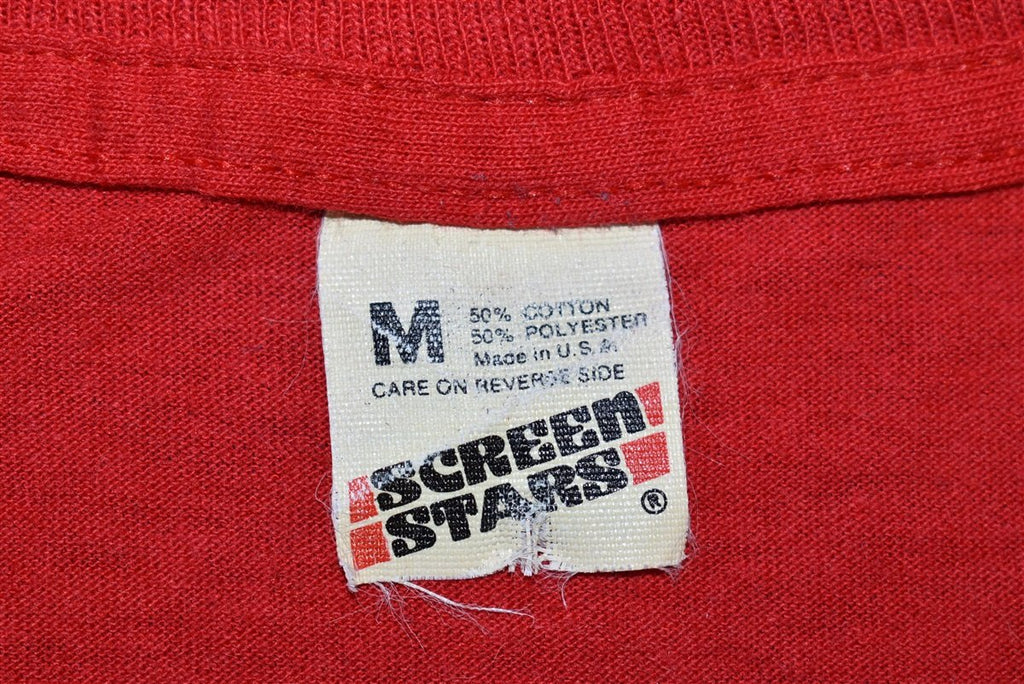 M
50% COTTON
50% POLYESTER
Made in U.S.A.
CARE ON REVERSE SIDE
SCREEN
STARS
®